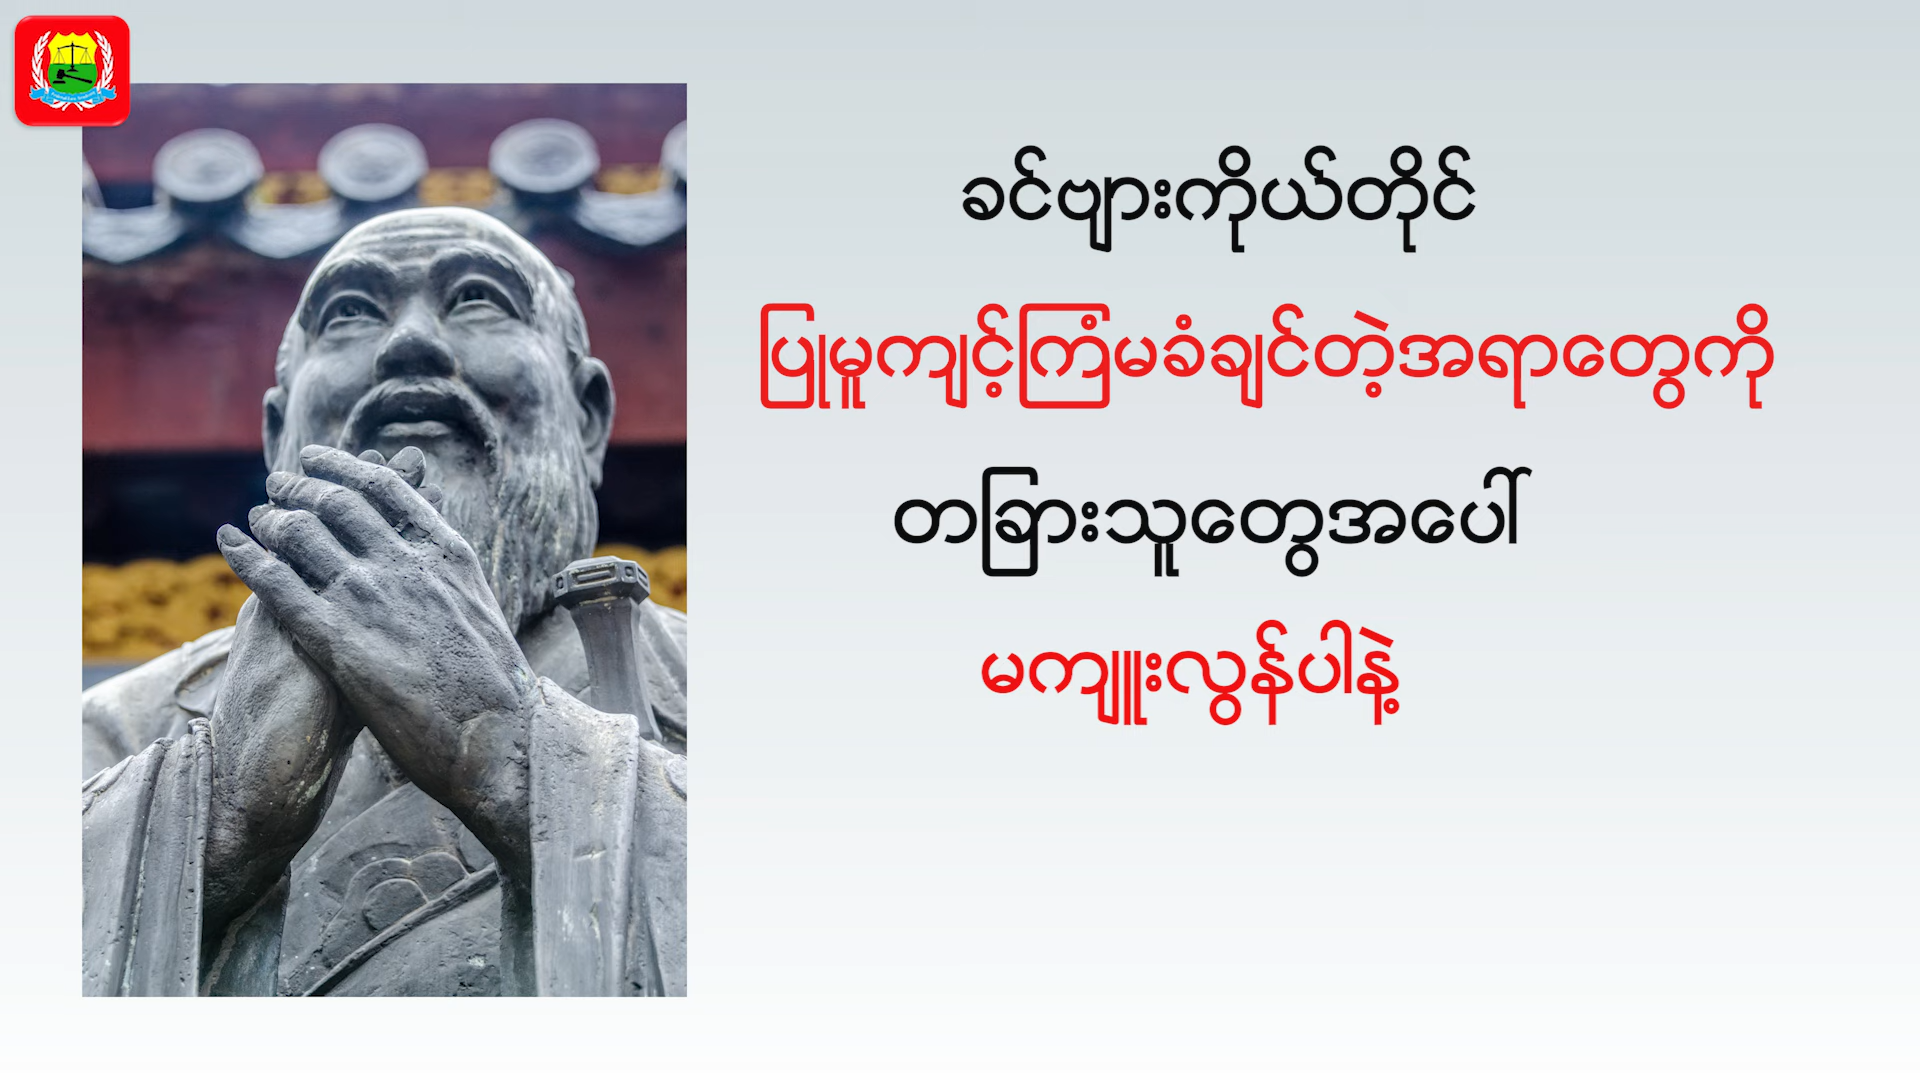 ခင်ဗျားကိုယ်တိုင်
ပြုမူကျင့်ကြံမခံချင်တဲ့အရာတွေကို
တခြားသူတွေအပေါ်
မကျူးလွန်ပါနဲ့